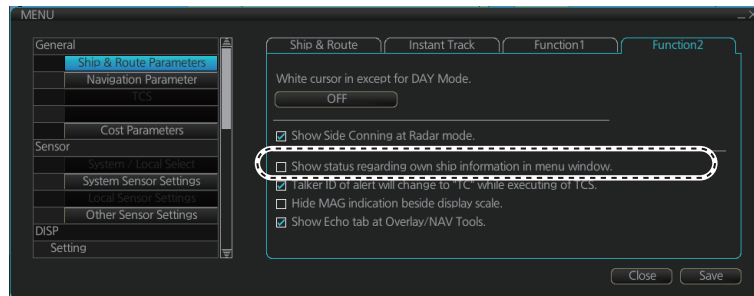 MENU
General
Ship & Route Parameters
Navigation Parameter
TCS
Cost Parameters
Sensor
System / Local Select
System Sensor Settings
Local Sensor Settings
Other Sensor Settings
DISP
Setting
Ship & Route
Instant Track
Function1
Function2
White cursor in except for DAY Mode.
OFF
Show Side Conning at Radar mode.
Show status regarding own ship information in menu window.
Talker ID of alert will change to "TC" while executing of TCS.
Hide MAG indication beside display scale.
Show Echo tab at Overlay/NAV Tools.
Close
Save